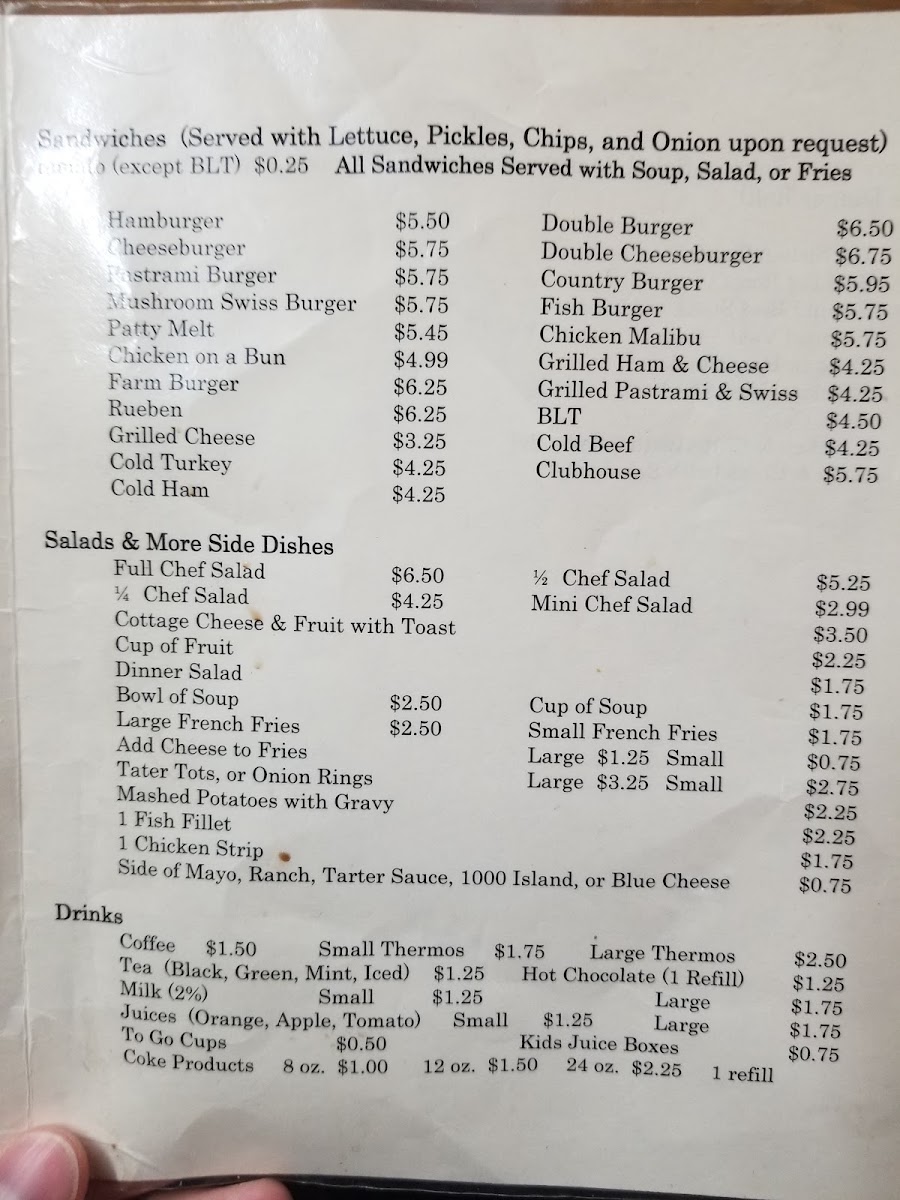 Sandwiches (Served with Lettuce, Pickles, Chips, and Onion upon request)
tomato (except BLT) $0.25 All Sandwiches Served with Soup, Salad, or Fries
Hamburger $5.50 Double Burger $6.50
Cheeseburger $5.75 Double Cheeseburger $6.75
Pastrami Burger $5.75 Country Burger $5.95
Mushroom Swiss Burger $5.75 Fish Burger $5.75
Patty Melt $5.45 Chicken Malibu $5.75
Chicken on a Bun $4.99 Grilled Ham & Cheese $4.25
Farm Burger $6.25 Grilled Pastrami & Swiss $4.25
Rueben $6.25 BLT $4.50
Grilled Cheese $3.25 Cold Beef $4.25
Cold Turkey $4.25 Clubhouse $5.75
Cold Ham $4.25
Salads & More Side Dishes
Full Chef Salad $6.50 ½ Chef Salad $5.25
¼ Chef Salad $4.25 Mini Chef Salad $2.99
Cottage Cheese & Fruit with Toast $3.50
Cup of Fruit $2.25
Dinner Salad $1.75
Bowl of Soup $2.50 Cup of Soup $1.75
Large French Fries $2.50 Small French Fries $1.75
Add Cheese to Fries Large $1.25 Small $0.75
Tater Tots, or Onion Rings Large $3.25 Small $2.75
Mashed Potatoes with Gravy $2.25
1 Fish Fillet $2.25
1 Chicken Strip $1.75
Side of Mayo, Ranch, Tarter Sauce, 1000 Island, or Blue Cheese $0.75
Drinks
Coffee $1.50 Small Thermos $1.75 Large Thermos $2.50
Tea (Black, Green, Mint, Iced) $1.25 Hot Chocolate (1 Refill) $1.25
Milk (2%) Small $1.25 Large $1.75
Juices (Orange, Apple, Tomato) Small $1.25 Large $1.75
To Go Cups $0.50 Kids Juice Boxes $0.75
Coke Products 8 oz. $1.00 12 oz. $1.50 24 oz. $2.25 1 refill